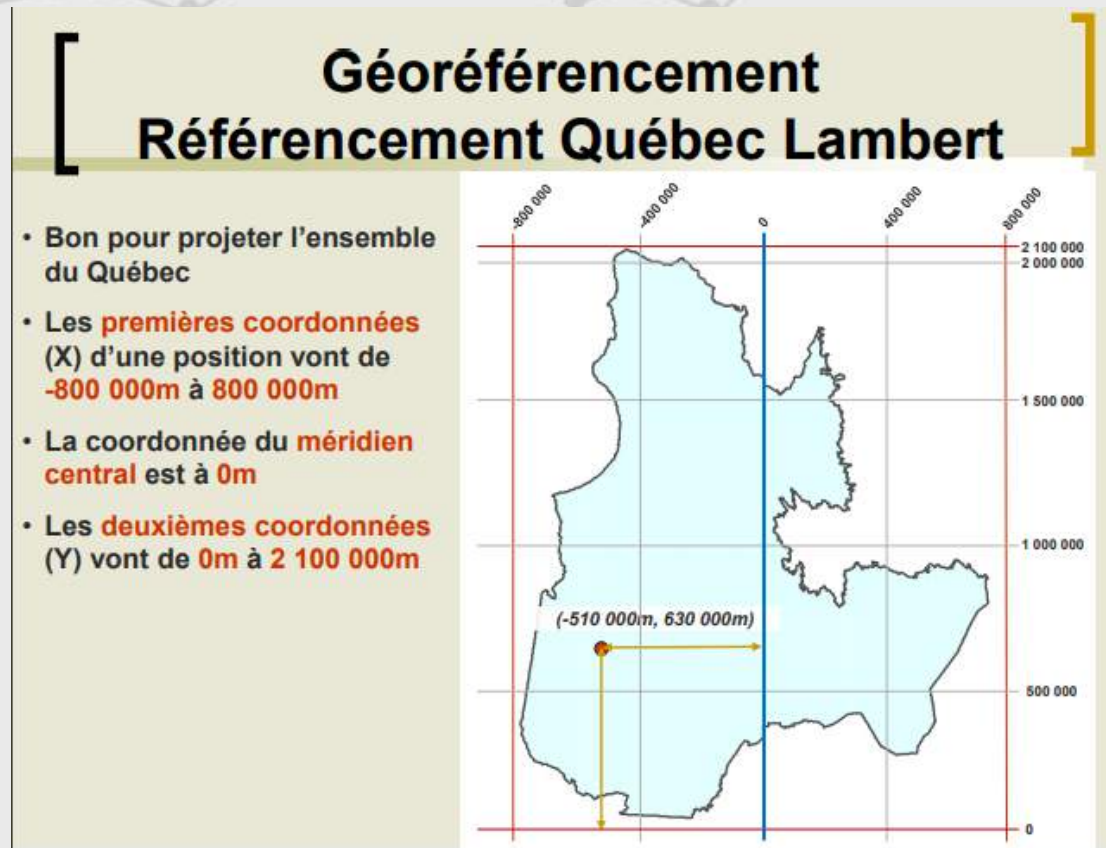 Géoréférencement
Référencement Québec Lambert
• Bon pour projeter l'ensemble
du Québec
• Les premières coordonnées
(X) d'une position vont de
-800 000m à 800 000m
• La coordonnée du méridien
central est à 0m
• Les deuxièmes coordonnées
(Y) vont de 0m à 2 100 000m
-800 000
-400 000
0
400 000
800 000
2 100 000
2 000 000
1 500 000
1 000 000
(-510 000m, 630 000m)
500 000
0